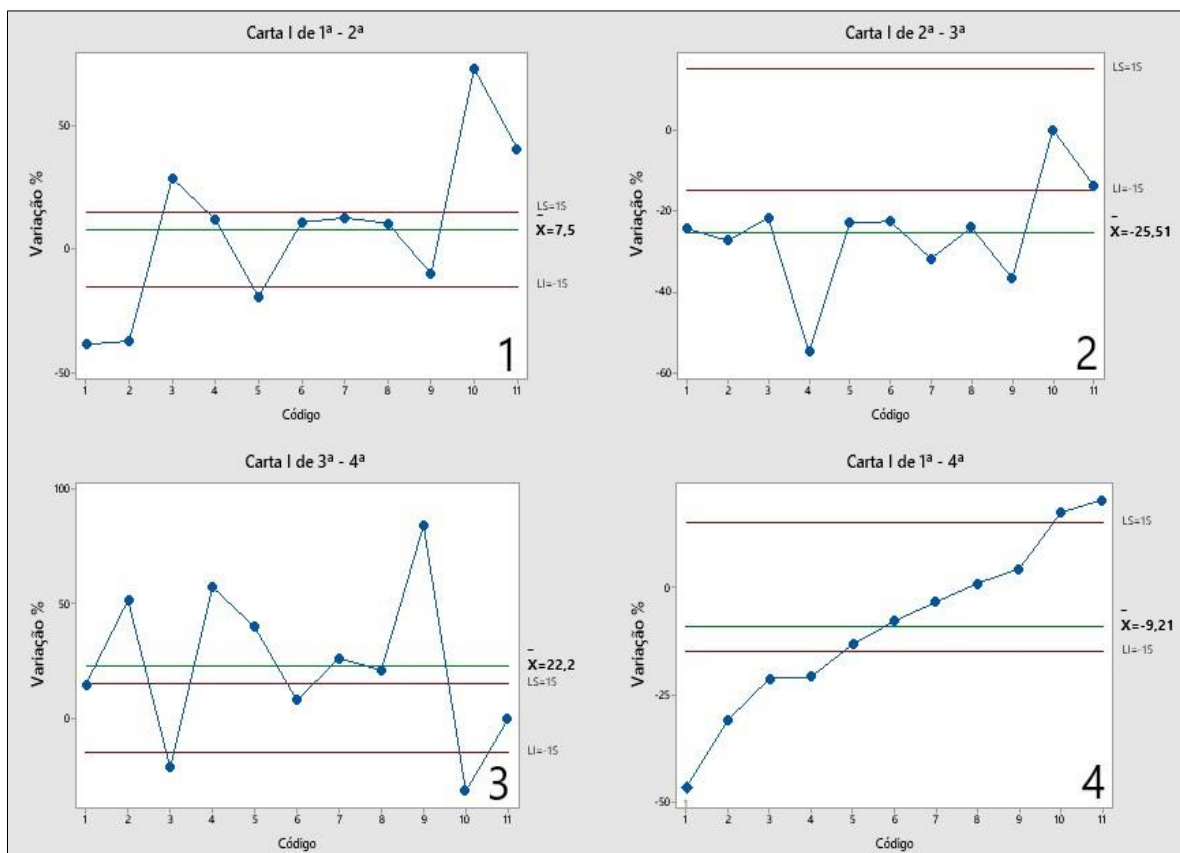 Carta I de 1ª - 2ª
Variação %
50
0
-50
LS=15
_
X=7,5
LI=-15
1 2 3 4 5 6 7 8 9 10 11
Código
1
Carta I de 2ª - 3ª
Variação %
0
-20
-40
-60
LS=15
LI=-15
_
X=-25,51
1 2 3 4 5 6 7 8 9 10 11
Código
2
Carta I de 3ª - 4ª
Variação %
100
50
0
_
X=22,2
LS=15
LI=-15
1 2 3 4 5 6 7 8 9 10 11
Código
3
Carta I de 1ª - 4ª
Variação %
0
-25
-50
LS=15
_
X=-9,21
LI=-15
1
1 2 3 4 5 6 7 8 9 10 11
Código
4